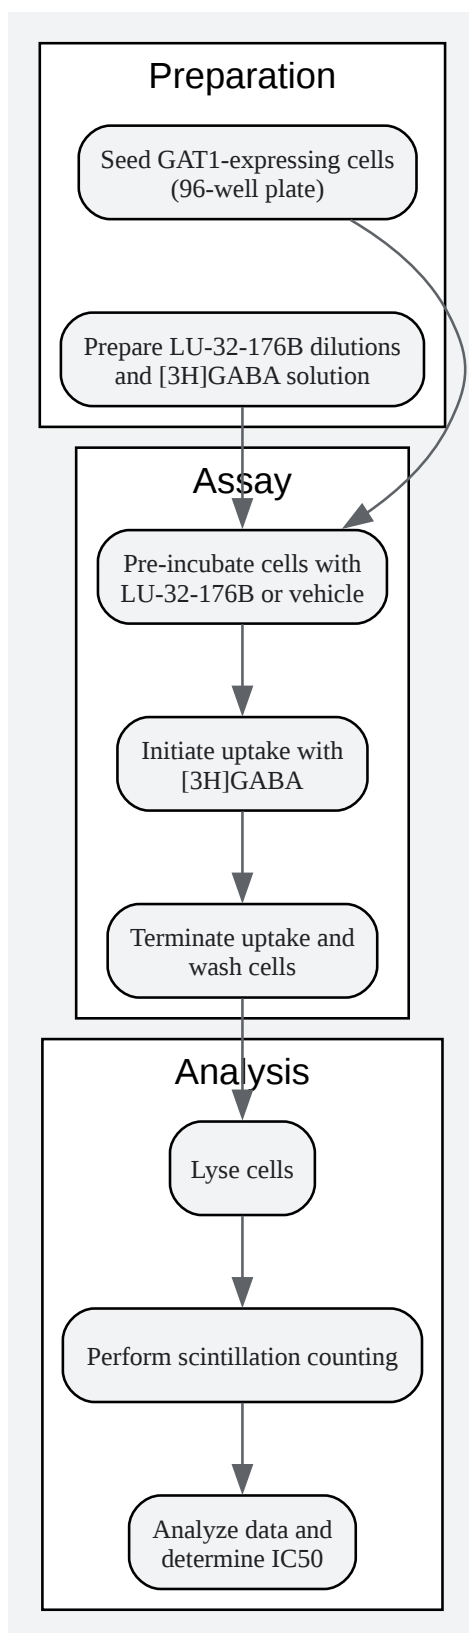 Preparation
Seed GAT1-expressing cells
(96-well plate)
Prepare LU-32-176B dilutions
and [3H]GABA solution
Assay
Pre-incubate cells with
LU-32-176B or vehicle
Initiate uptake with
[3H]GABA
Terminate uptake and
wash cells
Analysis
Lyse cells
Perform scintillation counting
Analyze data and
determine IC50